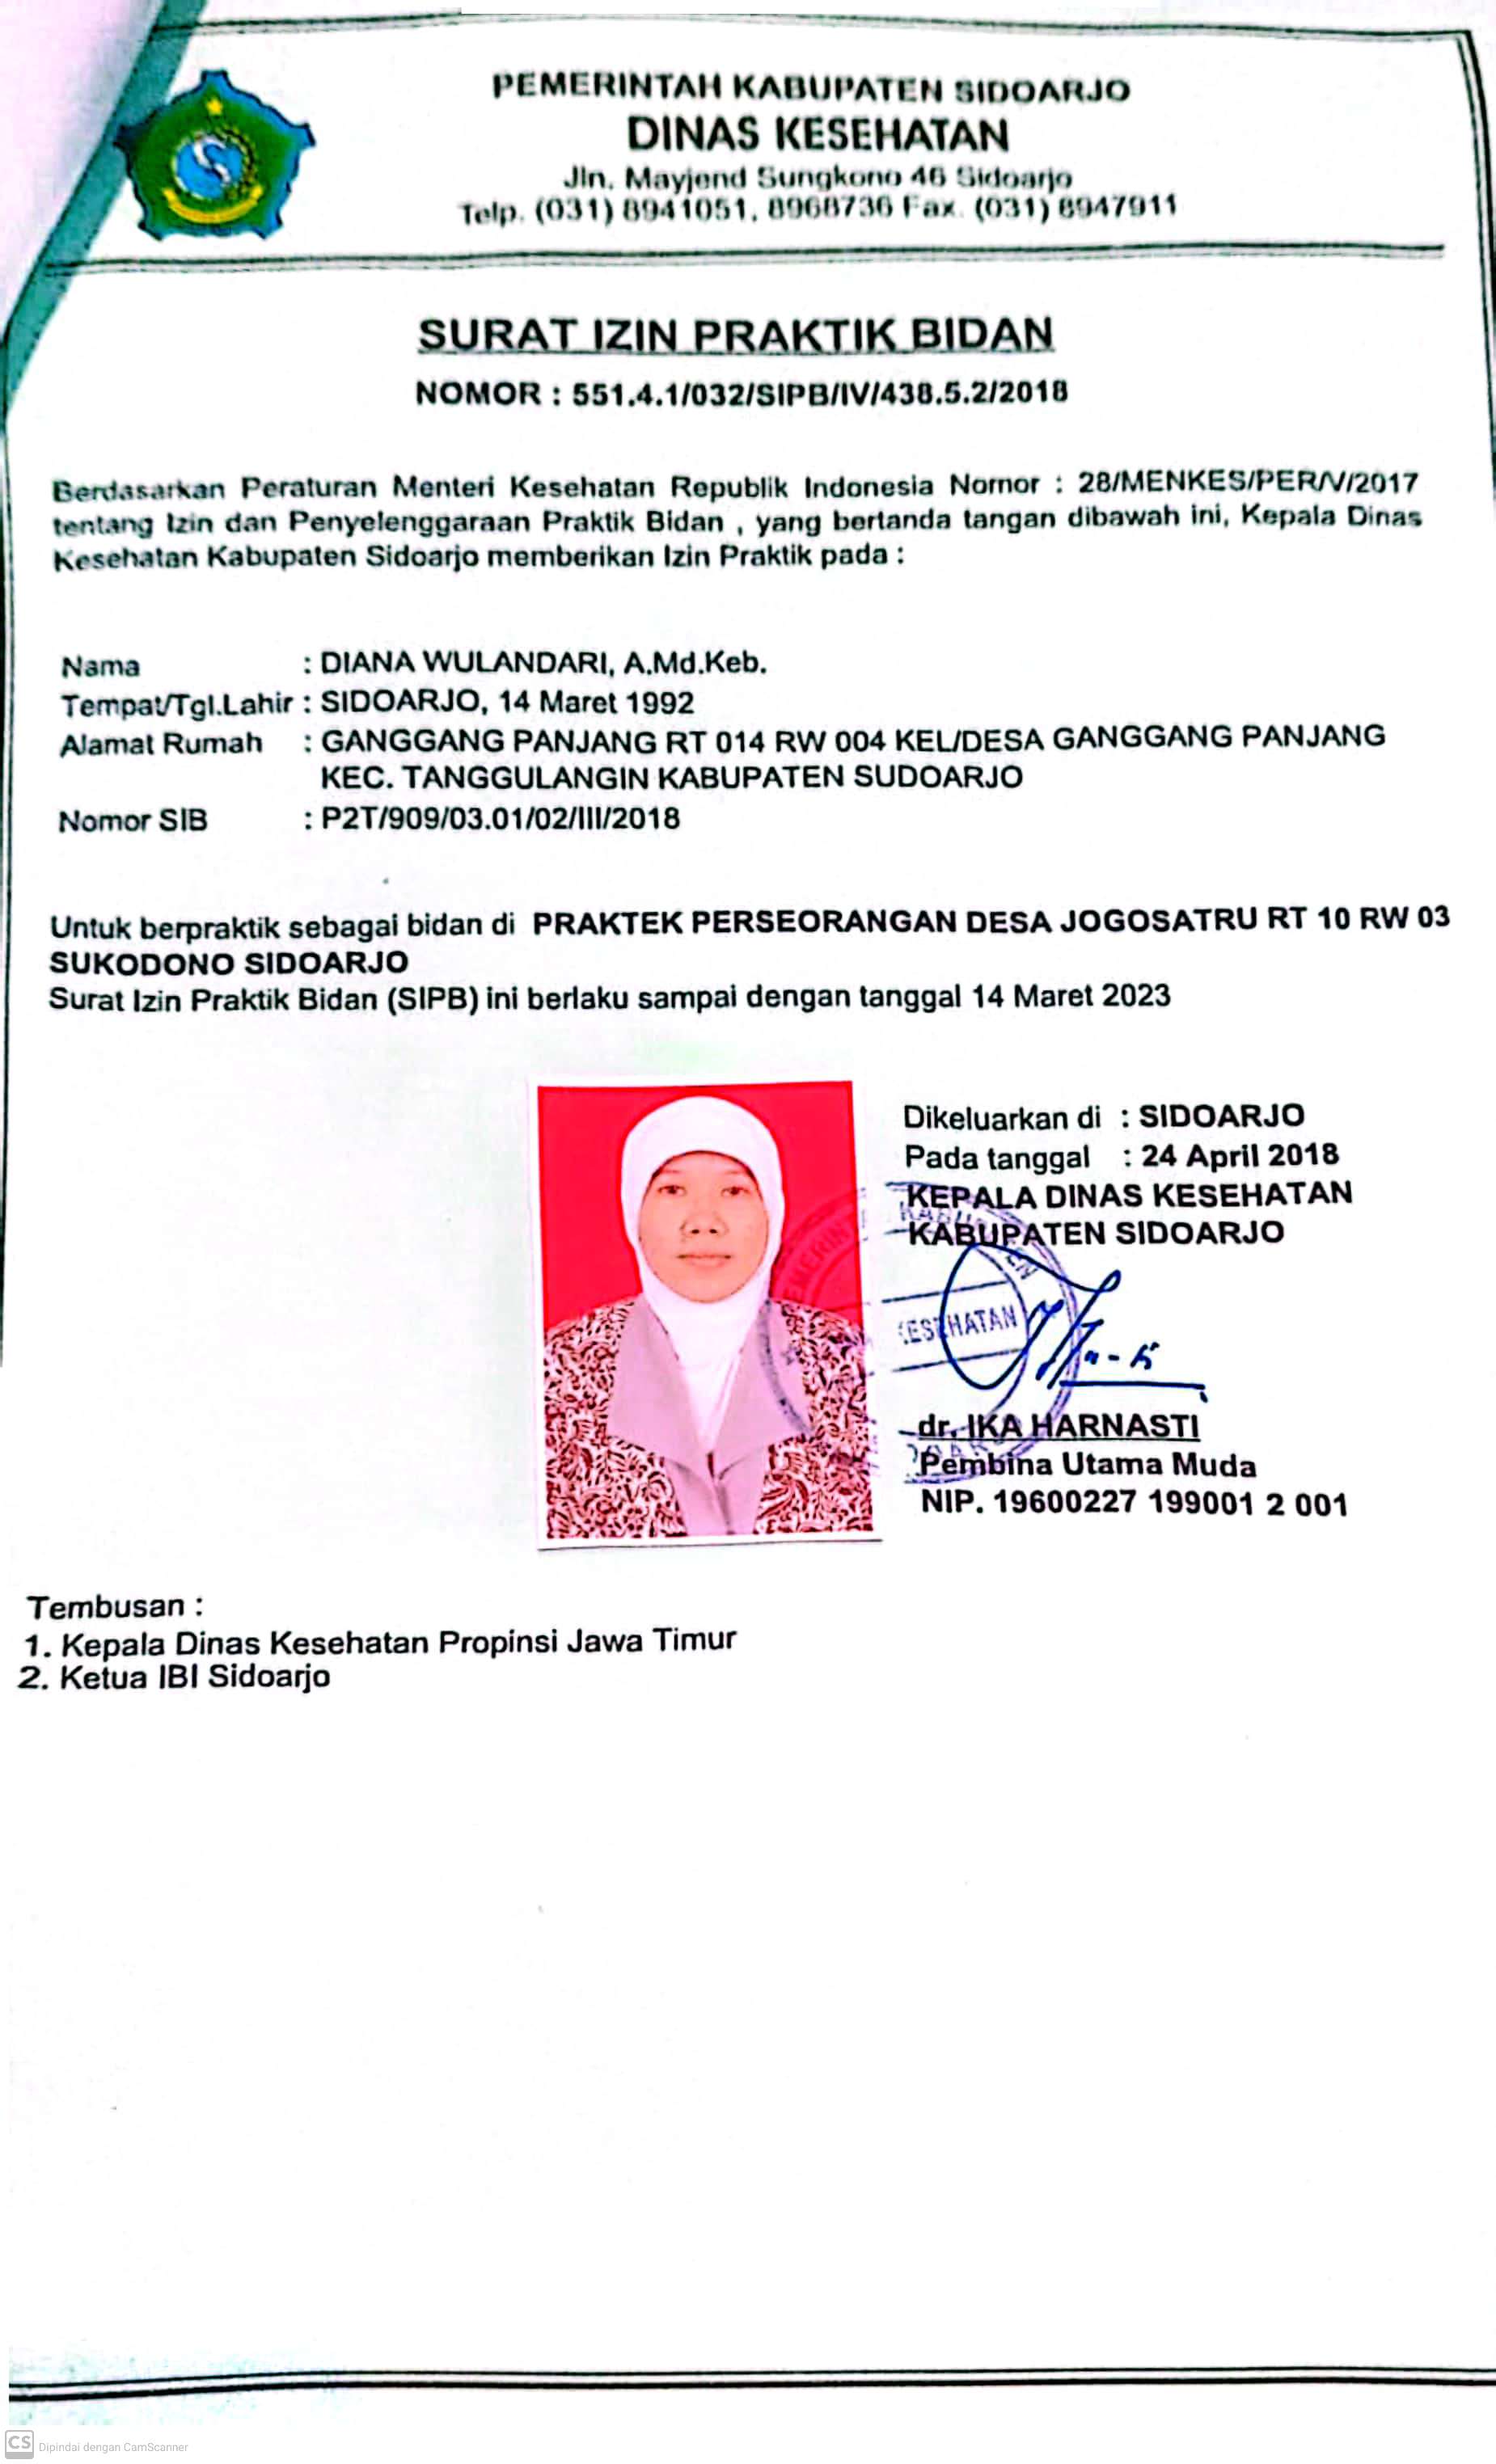 PEMERINTAH KABUPATEN SIDOARJO
DINAS KESEHATAN
Jln. Mayjend Sungkono 46 Sidoarjo
Telp. (031) 8941051, 8968736 Fax. (031) 8947911
SURAT IZIN PRAKTIK BIDAN
NOMOR : 551.4.1/032/SIPB/IV/438.5.2/2018
Berdasarkan Peraturan Menteri Kesehatan Republik Indonesia Nomor : 28/MENKES/PER/V/2017
tentang Izin dan Penyelenggaraan Praktik Bidan , yang bertanda tangan dibawah ini, Kepala Dinas
Kesehatan Kabupaten Sidoarjo memberikan Izin Praktik pada :
Nama : DIANA WULANDARI, A.Md.Keb.
Tempat/Tgl.Lahir : SIDOARJO, 14 Maret 1992
Alamat Rumah : GANGGANG PANJANG RT 014 RW 004 KEL/DESA GANGGANG PANJANG
KEC. TANGGULANGIN KABUPATEN SUDOARJO
Nomor SIB : P2T/909/03.01/02/III/2018
Untuk berpraktik sebagai bidan di PRAKTEK PERSEORANGAN DESA JOGOSATRU RT 10 RW 03
SUKODONO SIDOARJO
Surat Izin Praktik Bidan (SIPB) ini berlaku sampai dengan tanggal 14 Maret 2023
Dikeluarkan di : SIDOARJO
Pada tanggal : 24 April 2018
KEPALA DINAS KESEHATAN
KABUPATEN SIDOARJO
KABUPATEN
ESEHATAN
dr. IKA HARNASTI
Pembina Utama Muda
NIP. 19600227 199001 2 001
Tembusan :
1. Kepala Dinas Kesehatan Propinsi Jawa Timur
2. Ketua IBI Sidoarjo
CS Dipindai dengan CamScanner